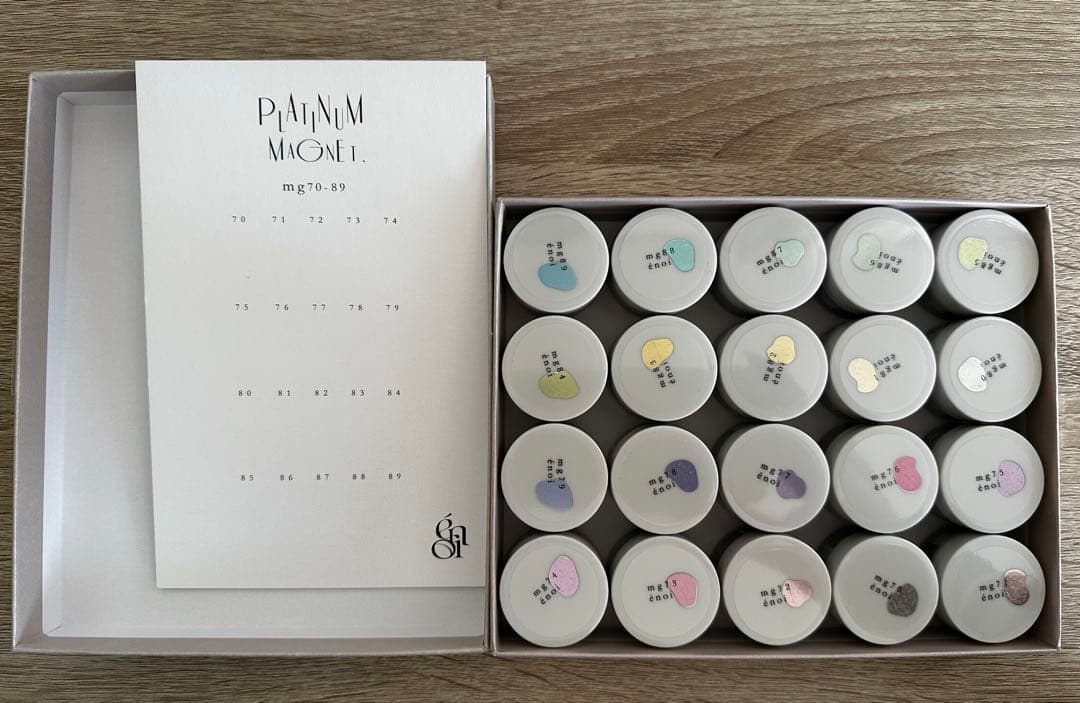 PLATINUM
MAGNET.
mg70-89
70 71 72 73 74
75 76 77 78 79
80 81 82 83 84
85 86 87 88 89
énoi
mg89
énoi
mg88
énoi
mg87
énoi
mg86
énoi
mg85
énoi
mg84
énoi
mg83
énoi
mg82
énoi
mg81
énoi
mg80
énoi
mg79
énoi
mg78
énoi
mg77
énoi
mg76
énoi
mg75
énoi
mg74
énoi
mg73
énoi
mg72
énoi
mg70
énoi
mg71
énoi